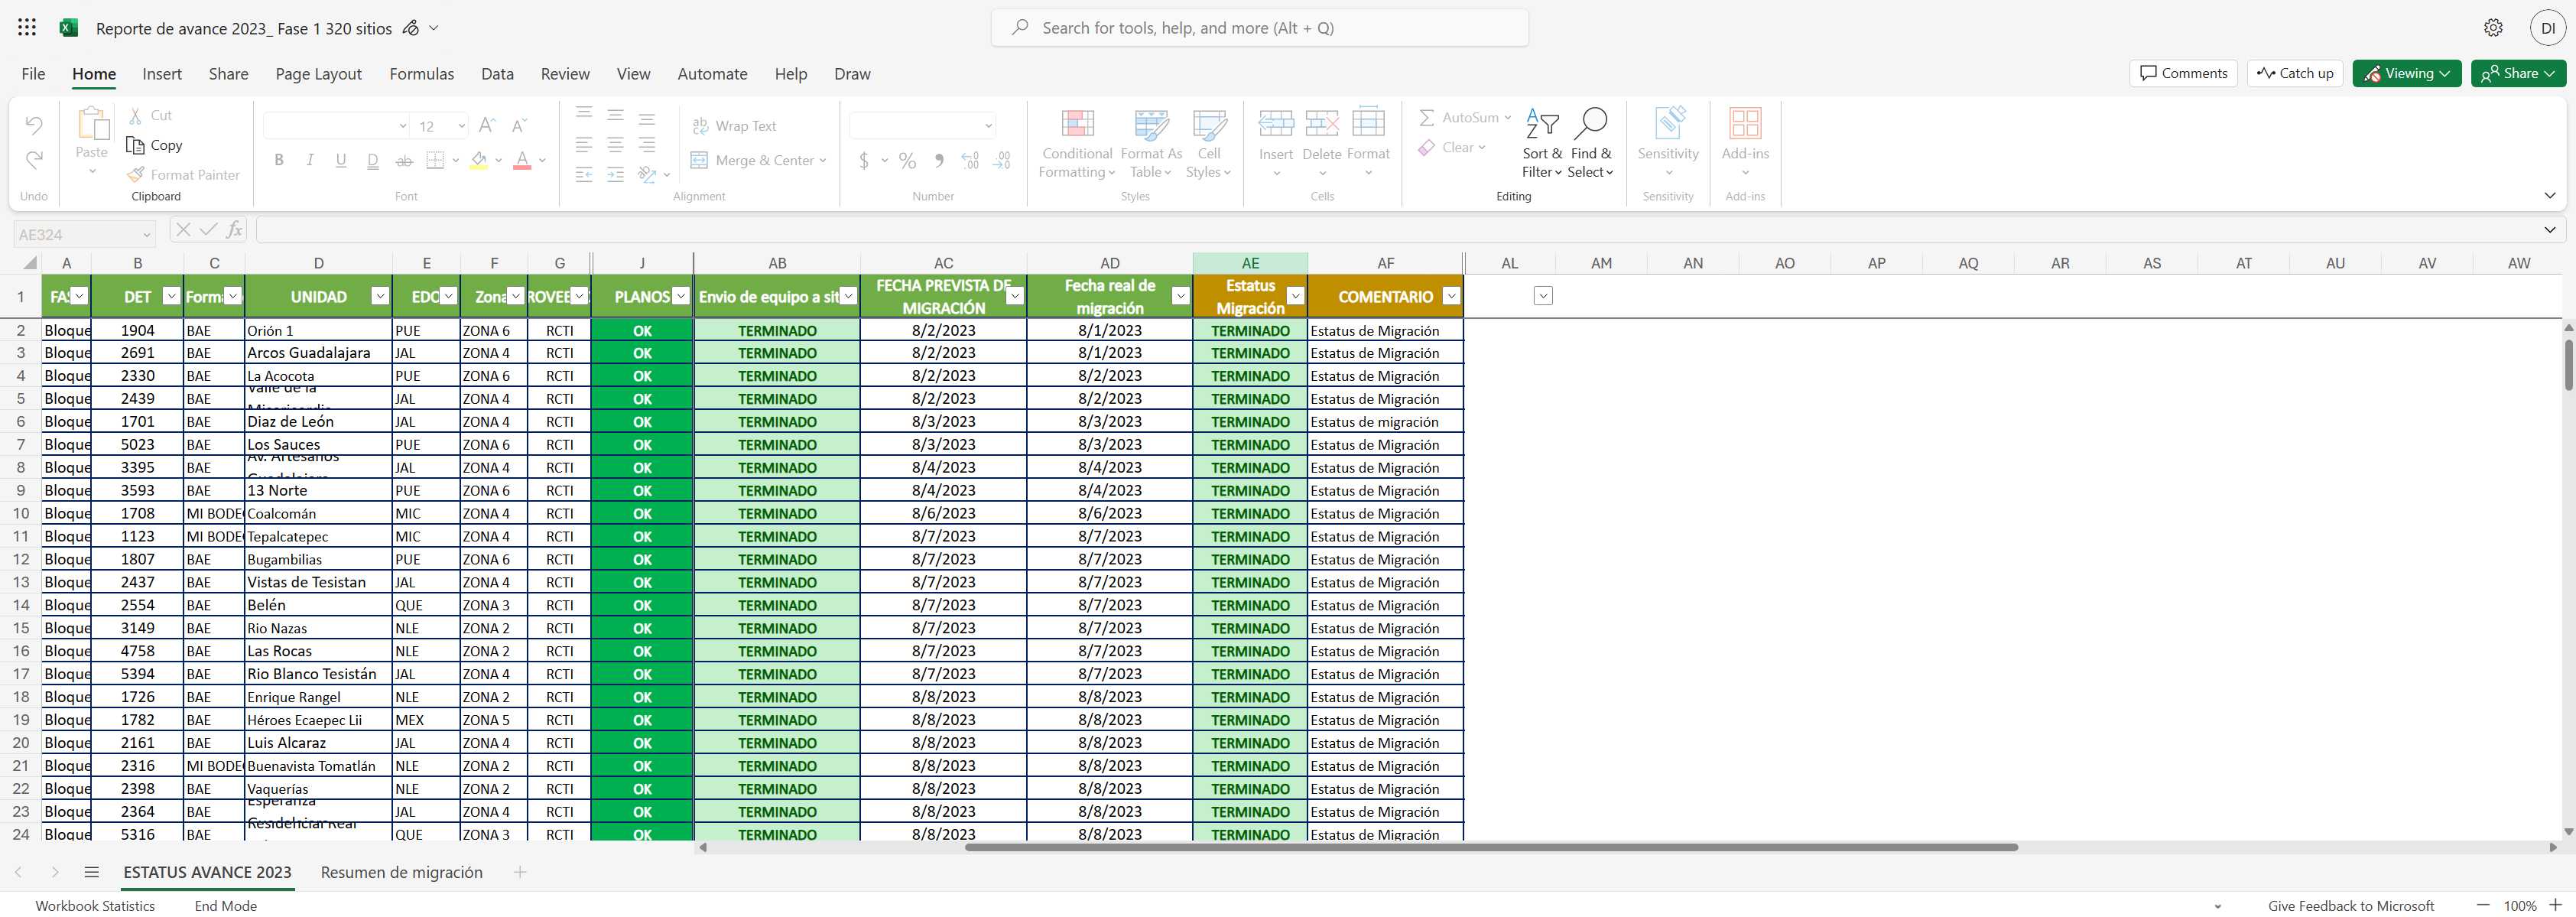 Reporte de avance 2023_ Fase 1 320 sitios
Search for tools, help, and more (Alt + Q)
DI
File Home Insert Share Page Layout Formulas Data Review View Automate Help Draw
Comments Catch up Viewing Share
Undo
Paste Cut Copy Format Painter
Clipboard
12
B I U D ab A
Font
Wrap Text
Merge & Center
Alignment
$ % 9
Number
Conditional Formatting Format As Table Cell Styles
Styles
Insert Delete Format
Cells
AutoSum
Clear
Sort & Filter Find & Select
Editing
Sensitivity
Sensitivity
Add-ins
Add-ins
AE324 fx
A B C D E F G J AB AC AD AE AF AL AM AN AO AP AQ AR AS AT AU AV AW
1 FAS DET Forma UNIDAD EDO Zona ROVEE PLANOS Envio de equipo a sit FECHA PREVISTA DE MIGRACIÓN Fecha real de migración Estatus Migración COMENTARIO
2 Bloque 1904 BAE Orión 1 PUE ZONA 6 RCTI OK TERMINADO 8/2/2023 8/1/2023 TERMINADO Estatus de Migración
3 Bloque 2691 BAE Arcos Guadalajara JAL ZONA 4 RCTI OK TERMINADO 8/2/2023 8/1/2023 TERMINADO Estatus de Migración
4 Bloque 2330 BAE La Acocota PUE ZONA 6 RCTI OK TERMINADO 8/2/2023 8/2/2023 TERMINADO Estatus de Migración
5 Bloque 2439 BAE Valle de la JAL ZONA 4 RCTI OK TERMINADO 8/2/2023 8/2/2023 TERMINADO Estatus de Migración
6 Bloque 1701 BAE Diaz de León JAL ZONA 4 RCTI OK TERMINADO 8/3/2023 8/3/2023 TERMINADO Estatus de migración
7 Bloque 5023 BAE Los Sauces PUE ZONA 6 RCTI OK TERMINADO 8/3/2023 8/3/2023 TERMINADO Estatus de Migración
8 Bloque 3395 BAE Av. Artesanos JAL ZONA 4 RCTI OK TERMINADO 8/4/2023 8/4/2023 TERMINADO Estatus de Migración
9 Bloque 3593 BAE 13 Norte PUE ZONA 6 RCTI OK TERMINADO 8/4/2023 8/4/2023 TERMINADO Estatus de Migración
10 Bloque 1708 MI BODE Coalcomán MIC ZONA 4 RCTI OK TERMINADO 8/6/2023 8/6/2023 TERMINADO Estatus de Migración
11 Bloque 1123 MI BODE Tepalcatepec MIC ZONA 4 RCTI OK TERMINADO 8/7/2023 8/7/2023 TERMINADO Estatus de Migración
12 Bloque 1807 BAE Bugambilias PUE ZONA 6 RCTI OK TERMINADO 8/7/2023 8/7/2023 TERMINADO Estatus de Migración
13 Bloque 2437 BAE Vistas de Tesistan JAL ZONA 4 RCTI OK TERMINADO 8/7/2023 8/7/2023 TERMINADO Estatus de Migración
14 Bloque 2554 BAE Belén QUE ZONA 3 RCTI OK TERMINADO 8/7/2023 8/7/2023 TERMINADO Estatus de Migración
15 Bloque 3149 BAE Rio Nazas NLE ZONA 2 RCTI OK TERMINADO 8/7/2023 8/7/2023 TERMINADO Estatus de Migración
16 Bloque 4758 BAE Las Rocas NLE ZONA 2 RCTI OK TERMINADO 8/7/2023 8/7/2023 TERMINADO Estatus de Migración
17 Bloque 5394 BAE Rio Blanco Tesistán JAL ZONA 4 RCTI OK TERMINADO 8/7/2023 8/7/2023 TERMINADO Estatus de Migración
18 Bloque 1726 BAE Enrique Rangel NLE ZONA 2 RCTI OK TERMINADO 8/8/2023 8/8/2023 TERMINADO Estatus de Migración
19 Bloque 1782 BAE Héroes Ecaepec Lii MEX ZONA 5 RCTI OK TERMINADO 8/8/2023 8/8/2023 TERMINADO Estatus de Migración
20 Bloque 2161 BAE Luis Alcaraz JAL ZONA 4 RCTI OK TERMINADO 8/8/2023 8/8/2023 TERMINADO Estatus de Migración
21 Bloque 2316 MI BODE Buenavista Tomatlán NLE ZONA 2 RCTI OK TERMINADO 8/8/2023 8/8/2023 TERMINADO Estatus de Migración
22 Bloque 2398 BAE Vaquerías NLE ZONA 2 RCTI OK TERMINADO 8/8/2023 8/8/2023 TERMINADO Estatus de Migración
23 Bloque 2364 BAE Esperanza JAL ZONA 4 RCTI OK TERMINADO 8/8/2023 8/8/2023 TERMINADO Estatus de Migración
24 Bloque 5316 BAE Residencial Real QUE ZONA 3 RCTI OK TERMINADO 8/8/2023 8/8/2023 TERMINADO Estatus de Migración
ESTATUS AVANCE 2023 Resumen de migración
Workbook Statistics End Mode Give Feedback to Microsoft 100%